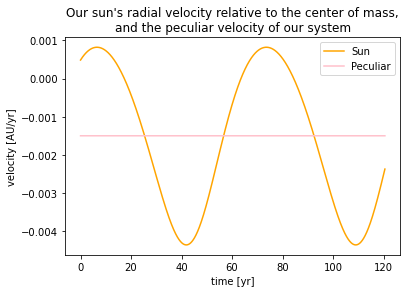 Our sun's radial velocity relative to the center of mass,
and the peculiar velocity of our system
0.001
0.000
−0.001
−0.002
−0.003
−0.004
velocity [AU/yr]
Sun
Peculiar
0 20 40 60 80 100 120
time [yr]